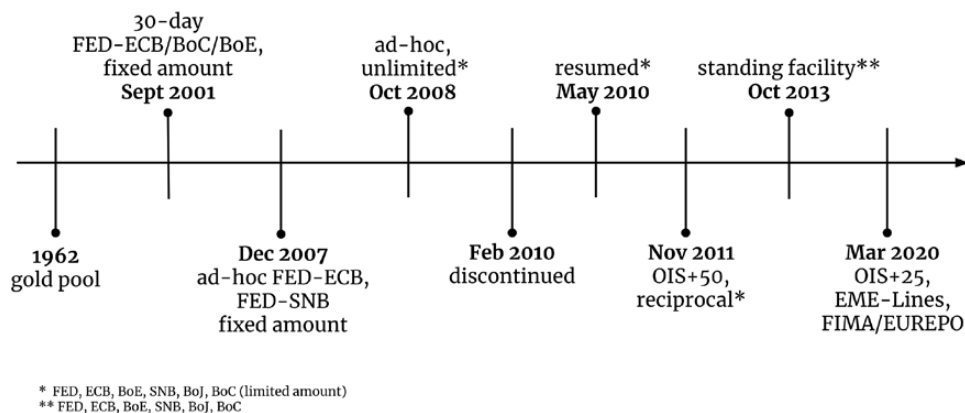 30-day
FED-ECB/BoC/BoE,
fixed amount
Sept 2001
ad-hoc,
unlimited*
Oct 2008
resumed*
May 2010
standing facility**
Oct 2013
1962
gold pool
Dec 2007
ad-hoc FED-ECB,
FED-SNB
fixed amount
Feb 2010
discontinued
Nov 2011
OIS+50,
reciprocal*
Mar 2020
OIS+25,
EME-Lines,
FIMA/EUREPO
* FED, ECB, BoE, SNB, BoJ, BoC (limited amount)
** FED, ECB, BoE, SNB, BoJ, BoC